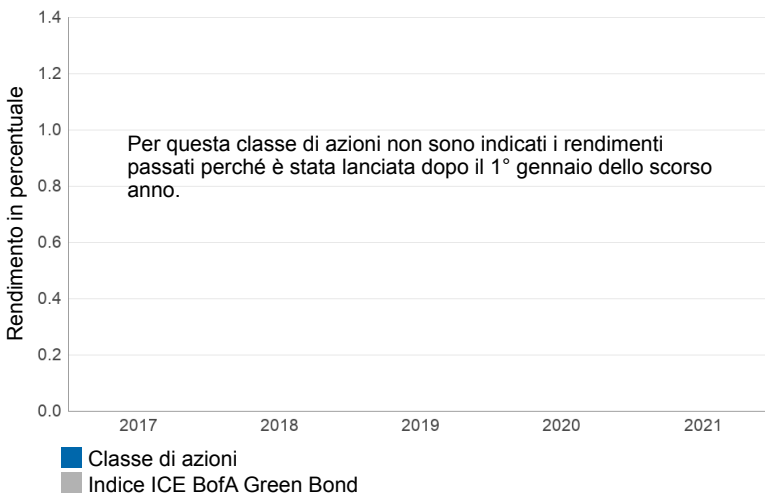 Rendimento in percentuale
1.4
1.2
1.0
0.8
0.6
0.4
0.2
0.0
Per questa classe di azioni non sono indicati i rendimenti
passati perché è stata lanciata dopo il 1° gennaio dello scorso
anno.
2017 2018 2019 2020 2021
Classe di azioni
Indice ICE BofA Green Bond